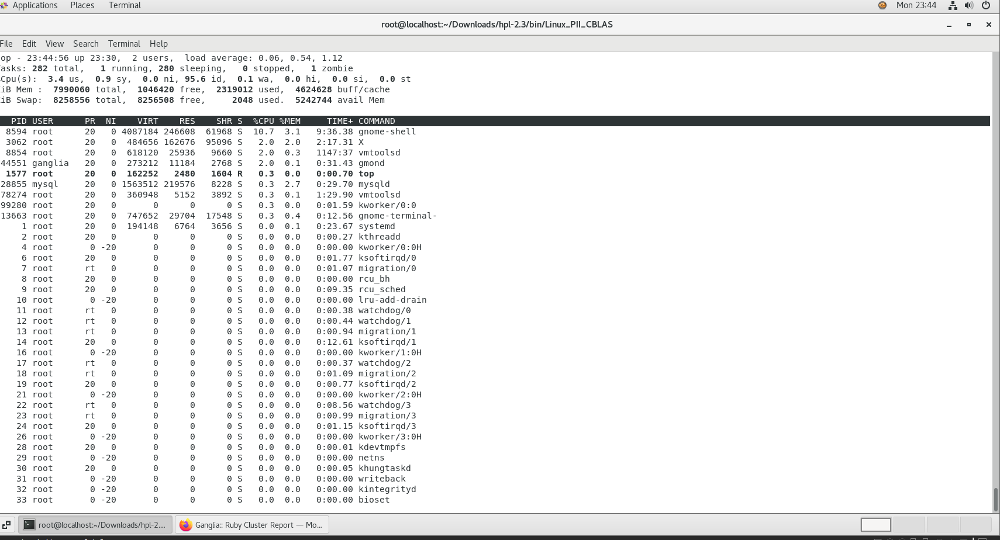 Applications Places Terminal Mon 23:44
root@localhost:~/Downloads/hpl-2.3/bin/Linux_PII_CBLAS
File Edit View Search Terminal Help
op - 23:44:56 up 23:30, 2 users, load average: 0.06, 0.54, 1.12
asks: 282 total, 1 running, 280 sleeping, 0 stopped, 1 zombie
Cpu(s): 3.4 us, 0.9 sy, 0.0 ni, 95.6 id, 0.1 wa, 0.0 hi, 0.0 si, 0.0 st
iB Mem : 7990060 total, 1046420 free, 2319012 used, 4624628 buff/cache
iB Swap: 8258556 total, 8256508 free, 2048 used. 5242744 avail Mem
PID USER PR NI VIRT RES SHR S %CPU %MEM TIME+ COMMAND
8594 root 20 0 4087184 246608 61968 S 10.7 3.1 9:36.38 gnome-shell
3062 root 20 0 484656 162676 95096 S 2.0 2.0 2:17.31 X
8854 root 20 0 618120 25936 9660 S 2.0 0.3 1147:37 vmtoolsd
44551 ganglia 20 0 273212 11184 2768 S 2.0 0.1 0:31.43 gmond
1577 root 20 0 162252 2480 1604 R 0.3 0.0 0:00.70 top
28855 mysql 20 0 1563512 219576 8228 S 0.3 2.7 0:29.70 mysqld
78274 root 20 0 360948 5152 3892 S 0.3 0.1 1:29.90 vmtoolsd
99280 root 20 0 0 0 0 S 0.3 0.0 0:01.59 kworker/0:0
13663 root 20 0 747652 29704 17548 S 0.3 0.4 0:12.56 gnome-terminal-
1 root 20 0 194148 6764 3656 S 0.0 0.1 0:23.67 systemd
2 root 20 0 0 0 0 S 0.0 0.0 0:00.27 kthreadd
4 root 0 -20 0 0 0 S 0.0 0.0 0:00.00 kworker/0:0H
6 root 20 0 0 0 0 S 0.0 0.0 0:01.77 ksoftirqd/0
7 root rt 0 0 0 0 S 0.0 0.0 0:01.07 migration/0
8 root 20 0 0 0 0 S 0.0 0.0 0:00.00 rcu_bh
9 root 20 0 0 0 0 S 0.0 0.0 0:09.35 rcu_sched
10 root 0 -20 0 0 0 S 0.0 0.0 0:00.00 lru-add-drain
11 root rt 0 0 0 0 S 0.0 0.0 0:00.38 watchdog/0
12 root rt 0 0 0 0 S 0.0 0.0 0:00.44 watchdog/1
13 root rt 0 0 0 0 S 0.0 0.0 0:00.94 migration/1
14 root 20 0 0 0 0 S 0.0 0.0 0:12.61 ksoftirqd/1
16 root 0 -20 0 0 0 S 0.0 0.0 0:00.00 kworker/1:0H
17 root rt 0 0 0 0 S 0.0 0.0 0:00.37 watchdog/2
18 root rt 0 0 0 0 S 0.0 0.0 0:01.09 migration/2
19 root 20 0 0 0 0 S 0.0 0.0 0:00.77 ksoftirqd/2
21 root 0 -20 0 0 0 S 0.0 0.0 0:00.00 kworker/2:0H
22 root rt 0 0 0 0 S 0.0 0.0 0:08.56 watchdog/3
23 root rt 0 0 0 0 S 0.0 0.0 0:00.99 migration/3
24 root 20 0 0 0 0 S 0.0 0.0 0:01.15 ksoftirqd/3
26 root 0 -20 0 0 0 S 0.0 0.0 0:00.00 kworker/3:0H
28 root 20 0 0 0 0 S 0.0 0.0 0:00.01 kdevtmpfs
29 root 0 -20 0 0 0 S 0.0 0.0 0:00.00 netns
30 root 20 0 0 0 0 S 0.0 0.0 0:00.05 khungtaskd
31 root 0 -20 0 0 0 S 0.0 0.0 0:00.00 writeback
32 root 0 -20 0 0 0 S 0.0 0.0 0:00.00 kintegrityd
33 root 0 -20 0 0 0 S 0.0 0.0 0:00.00 bioset
root@localhost:~/Downloads/hpl-2.... Ganglia:: Ruby Cluster Report — Mo...